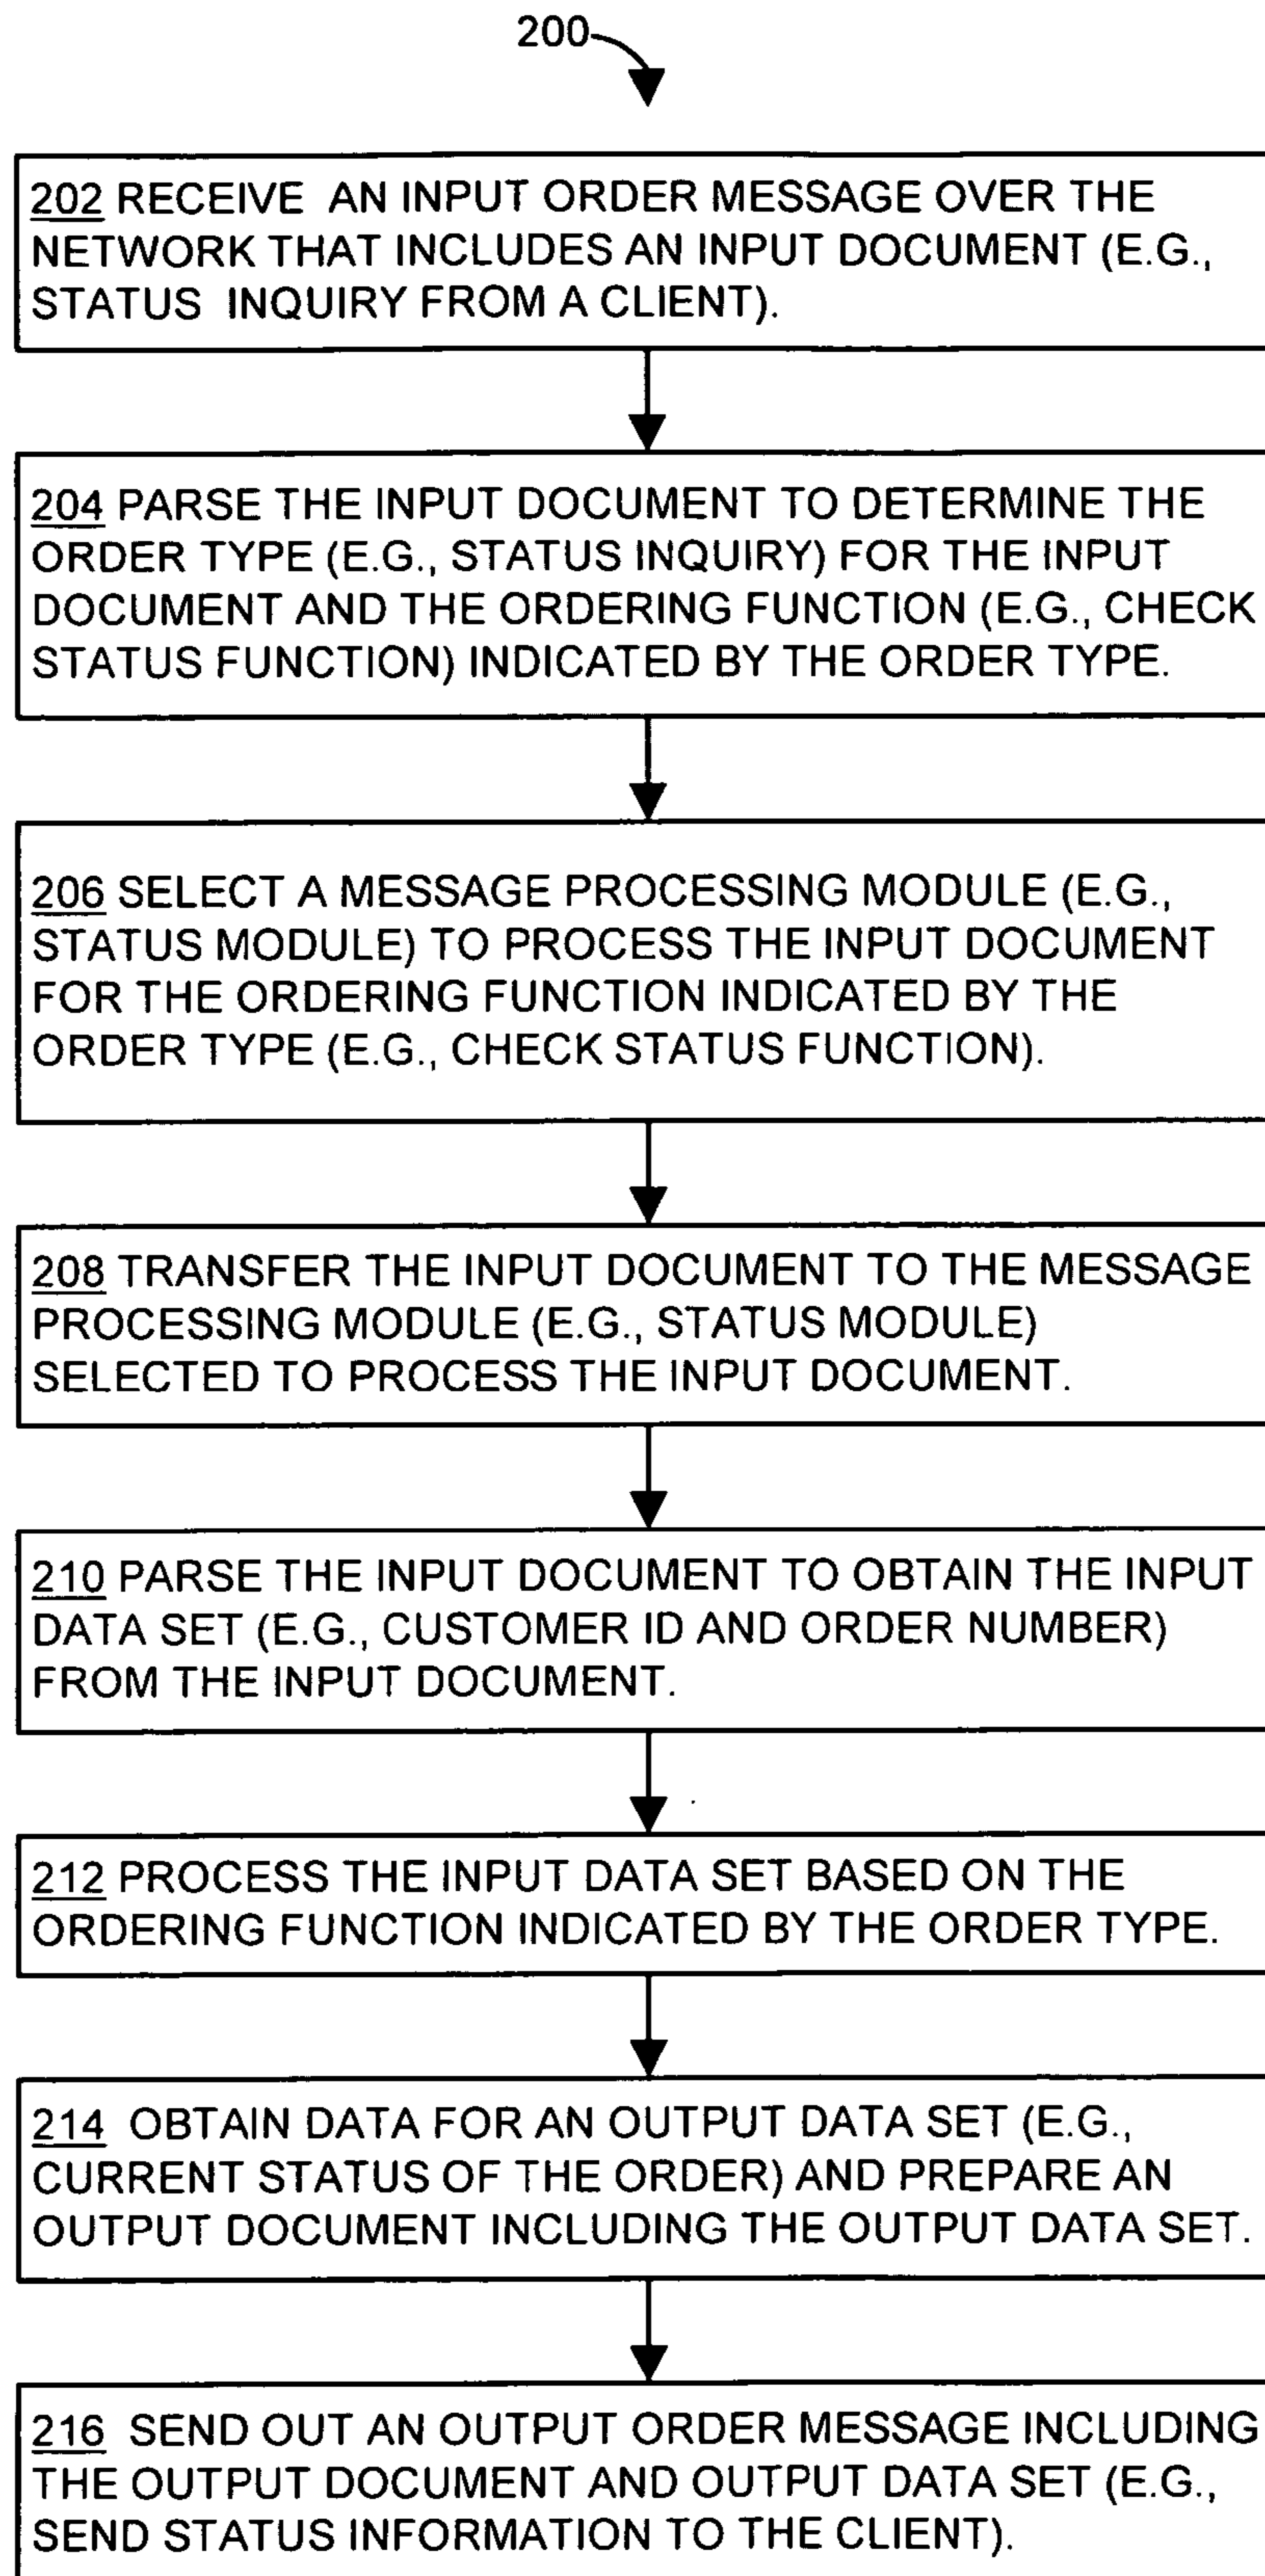 200
202 RECEIVE AN INPUT ORDER MESSAGE OVER THE
NETWORK THAT INCLUDES AN INPUT DOCUMENT (E.G.,
STATUS INQUIRY FROM A CLIENT).
204 PARSE THE INPUT DOCUMENT TO DETERMINE THE
ORDER TYPE (E.G., STATUS INQUIRY) FOR THE INPUT
DOCUMENT AND THE ORDERING FUNCTION (E.G., CHECK
STATUS FUNCTION) INDICATED BY THE ORDER TYPE.
206 SELECT A MESSAGE PROCESSING MODULE (E.G.,
STATUS MODULE) TO PROCESS THE INPUT DOCUMENT
FOR THE ORDERING FUNCTION INDICATED BY THE
ORDER TYPE (E.G., CHECK STATUS FUNCTION).
208 TRANSFER THE INPUT DOCUMENT TO THE MESSAGE
PROCESSING MODULE (E.G., STATUS MODULE)
SELECTED TO PROCESS THE INPUT DOCUMENT.
210 PARSE THE INPUT DOCUMENT TO OBTAIN THE INPUT
DATA SET (E.G., CUSTOMER ID AND ORDER NUMBER)
FROM THE INPUT DOCUMENT.
212 PROCESS THE INPUT DATA SET BASED ON THE
ORDERING FUNCTION INDICATED BY THE ORDER TYPE.
214 OBTAIN DATA FOR AN OUTPUT DATA SET (E.G.,
CURRENT STATUS OF THE ORDER) AND PREPARE AN
OUTPUT DOCUMENT INCLUDING THE OUTPUT DATA SET.
216 SEND OUT AN OUTPUT ORDER MESSAGE INCLUDING
THE OUTPUT DOCUMENT AND OUTPUT DATA SET (E.G.,
SEND STATUS INFORMATION TO THE CLIENT).